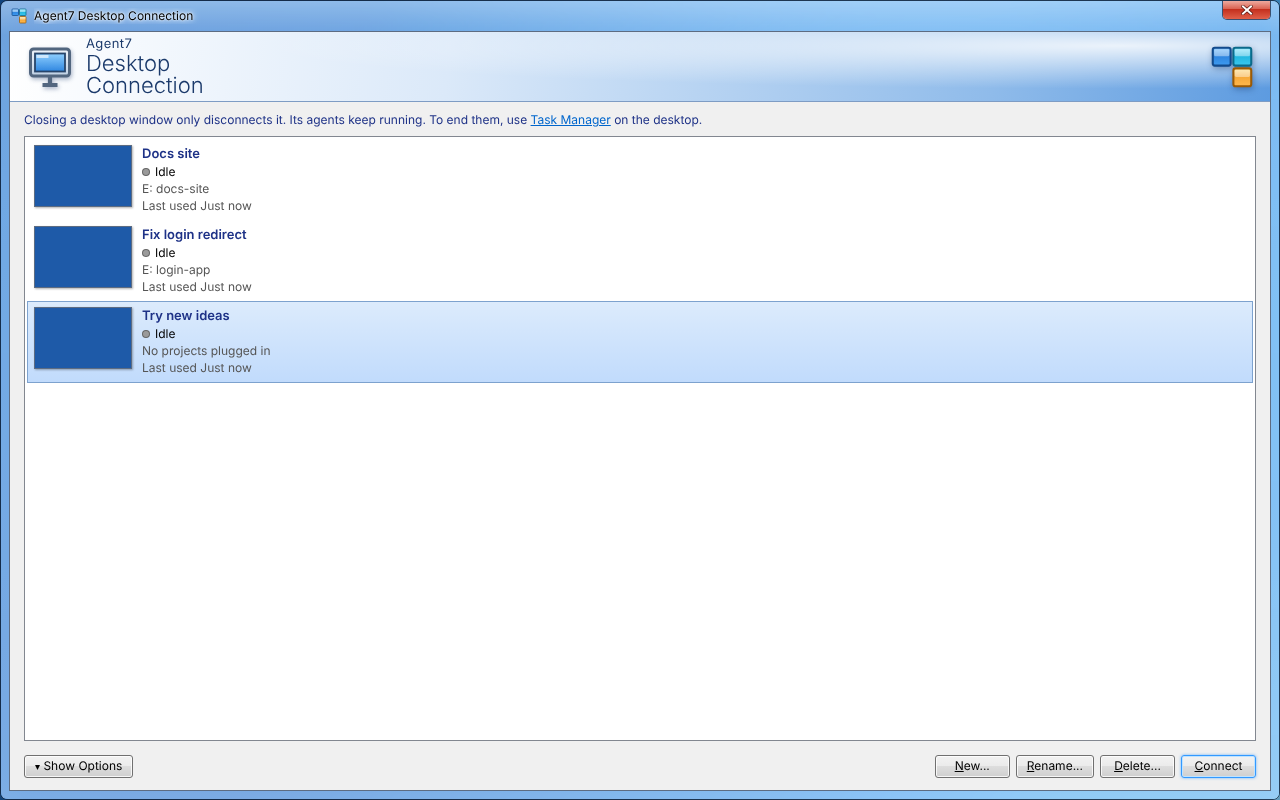 Agent7 Desktop Connection
Agent7
Desktop
Connection
Closing a desktop window only disconnects it. Its agents keep running. To end them, use Task Manager on the desktop.
Docs site
Idle
E: docs-site
Last used Just now
Fix login redirect
Idle
E: login-app
Last used Just now
Try new ideas
Idle
No projects plugged in
Last used Just now
Show Options
New...
Rename...
Delete...
Connect